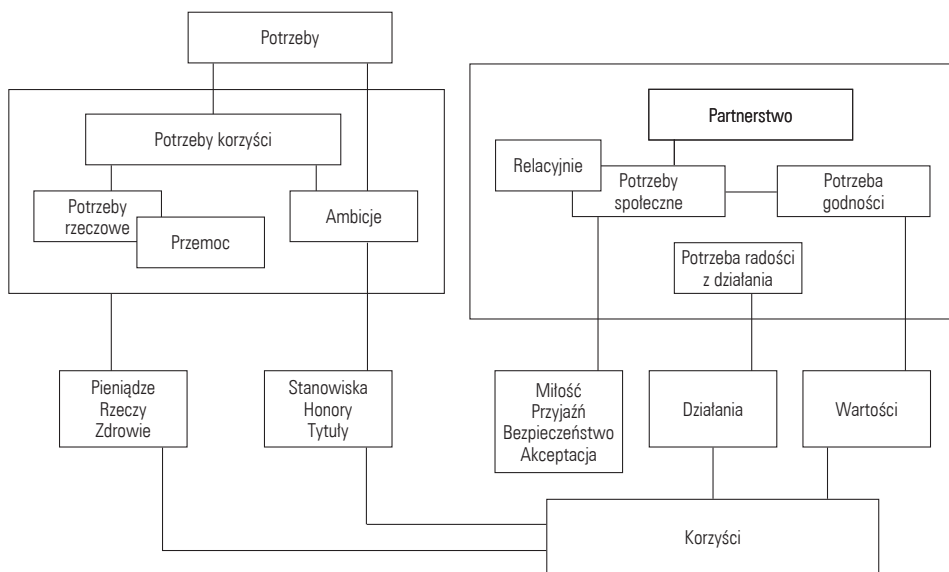 Potrzeby
Potrzeby korzyści
Potrzeby
rzeczowe
Przemoc
Ambicje
Partnerstwo
Relacyjnie
Potrzeby
społeczne
Potrzeba
godności
Potrzeba radości
z działania
Pieniądze
Rzeczy
Zdrowie
Stanowiska
Honory
Tytuły
Miłość
Przyjaźń
Bezpieczeństwo
Akceptacja
Działania
Wartości
Korzyści